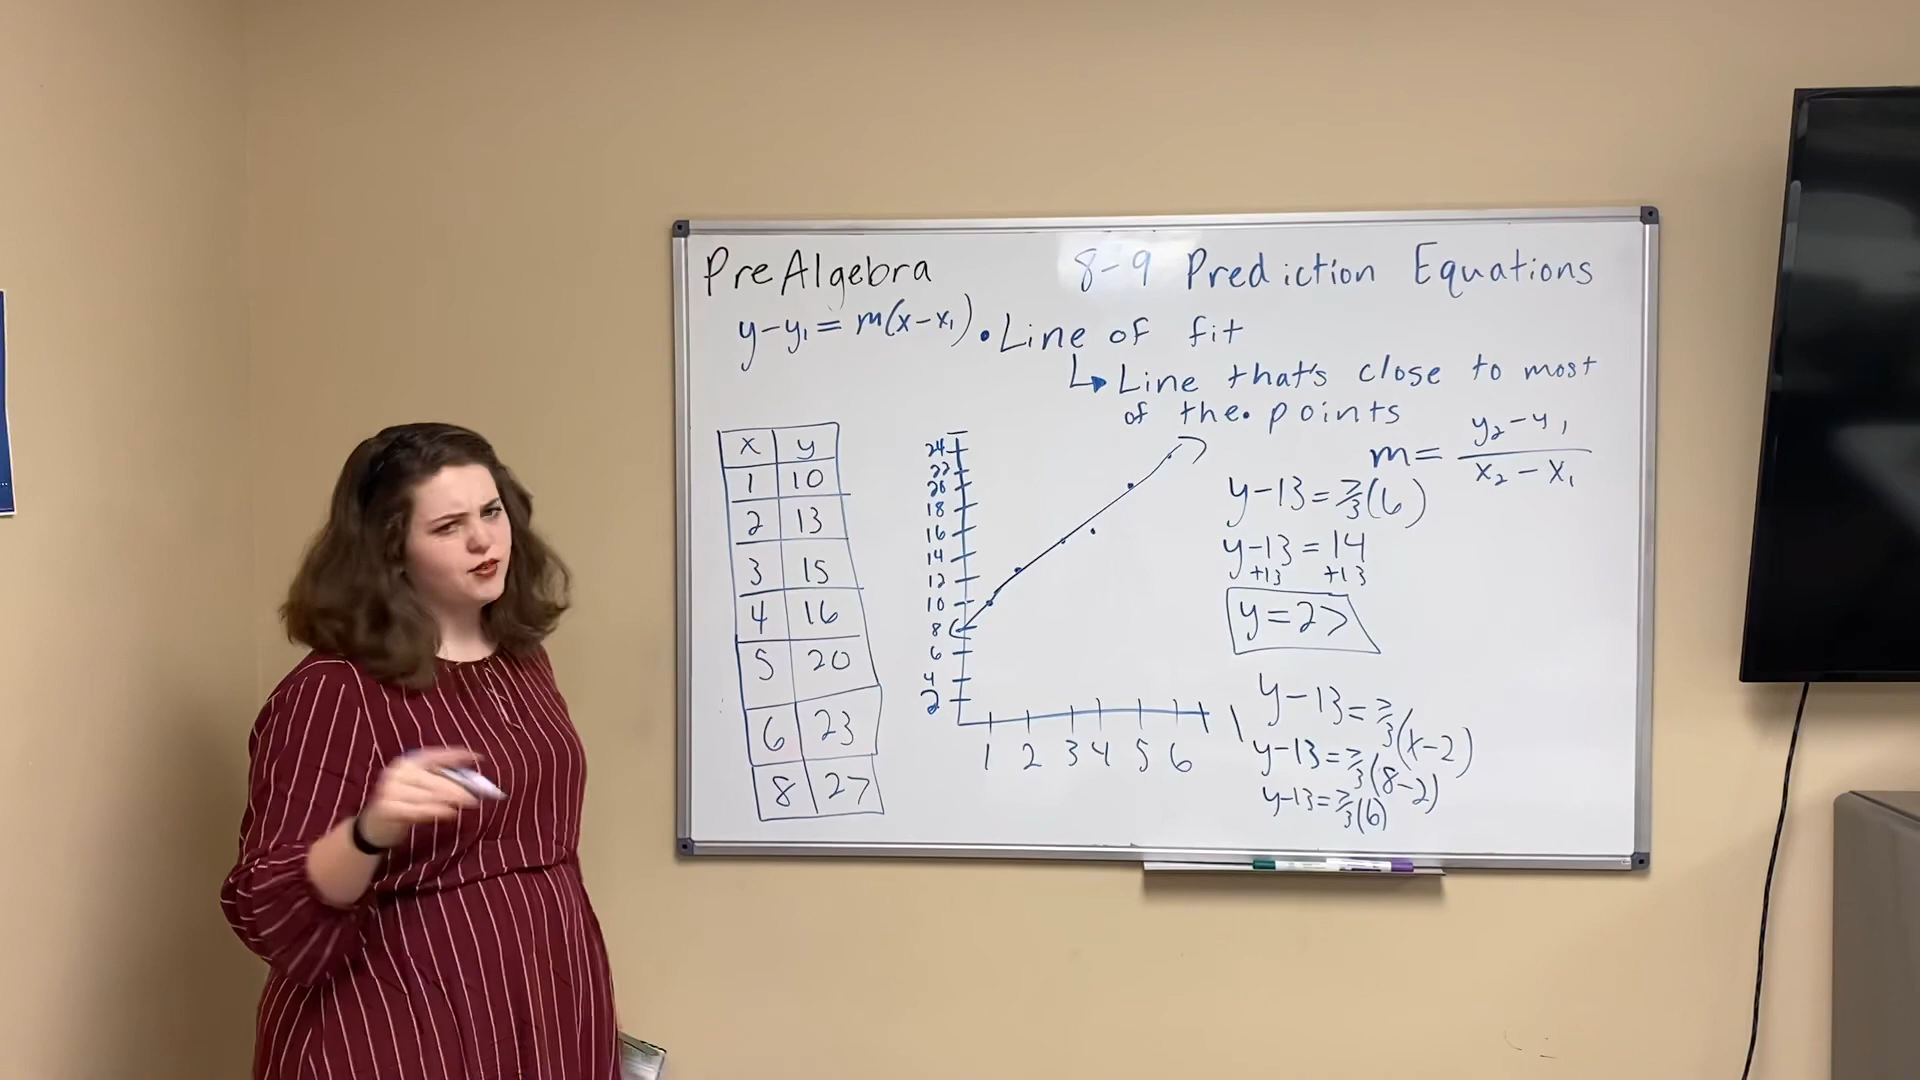 PreAlgebra
8-9 Prediction Equations
y-y₁ = m(x-x₁)
• Line of fit
↳ Line that's close to most
of the points
m = y₂-y₁ / x₂-x₁
x y
1 10
2 13
3 15
4 16
5 20
6 23
8 27
24
22
20
18
16
14
12
10
8
6
4
2
1 2 3 4 5 6
y-13 = 7/3(6)
y-13 = 14
+13 +13
y = 27
y-13 = 7/3(x-2)
y-13 = 7/3(8-2)
y-13 = 7/3(6)